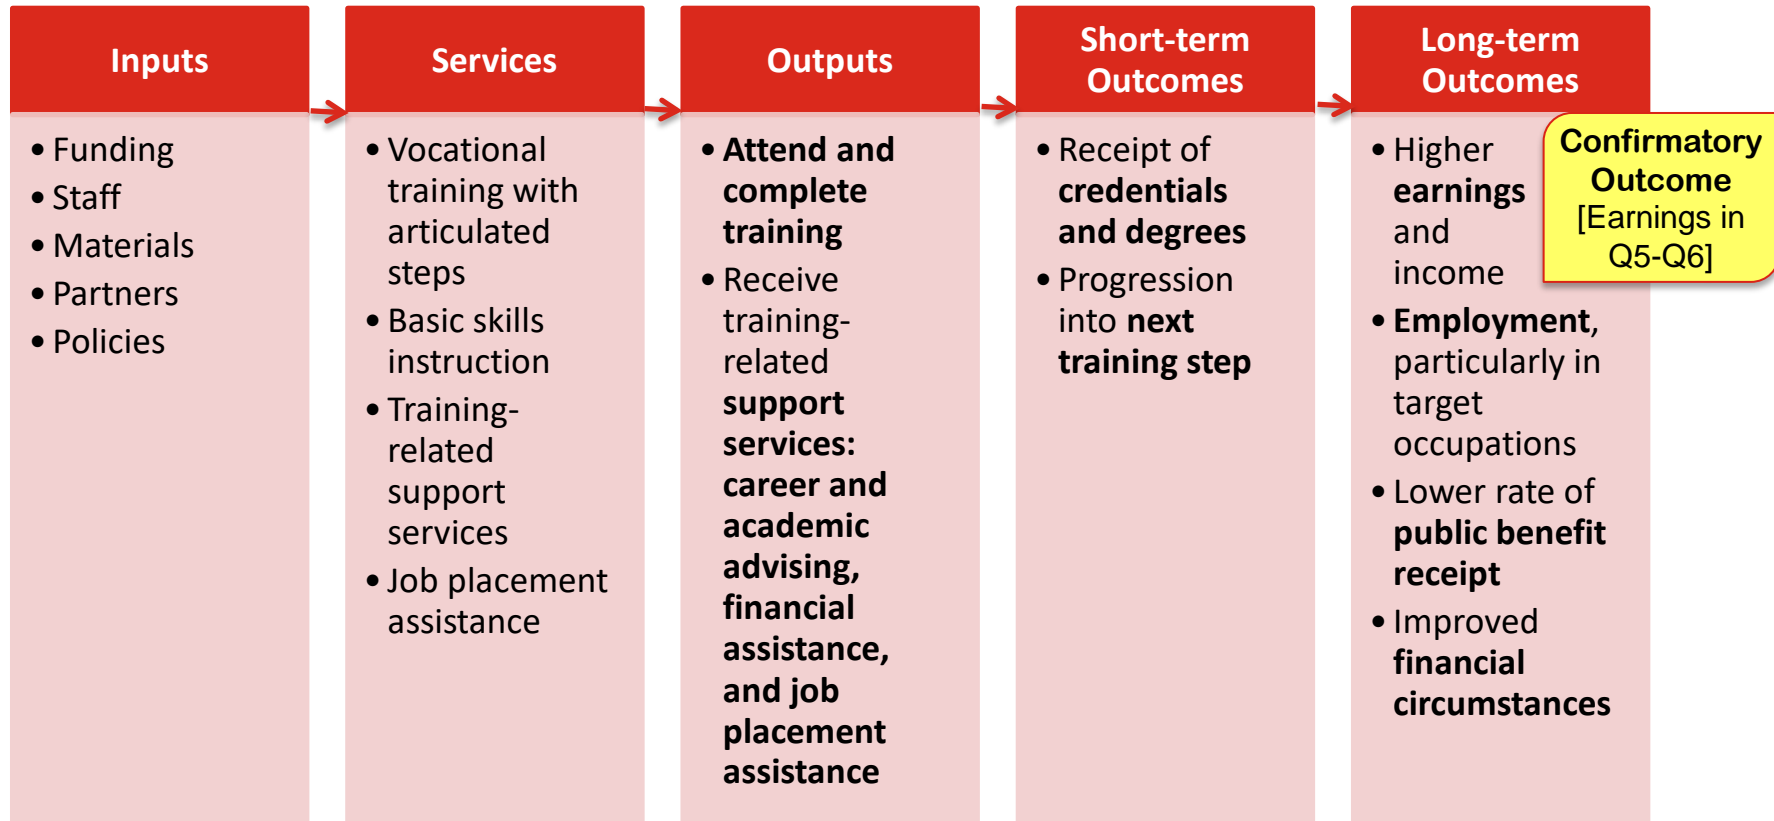 Inputs
• Funding
• Staff
• Materials
• Partners
• Policies
Services
• Vocational
training with
articulated
steps
• Basic skills
instruction
• Training-
related
support
services
• Job placement
assistance
Outputs
• Attend and
complete
training
• Receive
training-
related
support
services:
career and
academic
advising,
financial
assistance,
and job
placement
assistance
Short-term
Outcomes
• Receipt of
credentials
and degrees
• Progression
into next
training step
Long-term
Outcomes
• Higher
earnings
and
income
• Employment,
particularly in
target
occupations
• Lower rate of
public benefit
receipt
• Improved
financial
circumstances
Confirmatory
Outcome
[Earnings in
Q5-Q6]